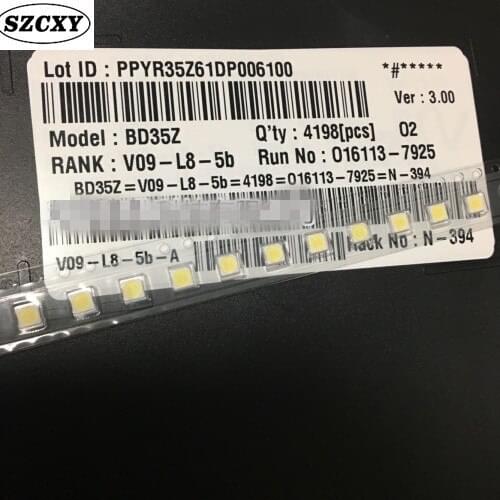 SZCXY
Lot ID : PPYR35Z61DP006100
*#*****
Ver : 3.00
Model : BD35Z
Q'ty : 4198[pcs] O2
RANK : V09-L8-5b
Run No : O16113-7925
BD35Z=V09-L8-5b=4198=O16113-7925=N-394
V09-L8-5b-A
No : N-394